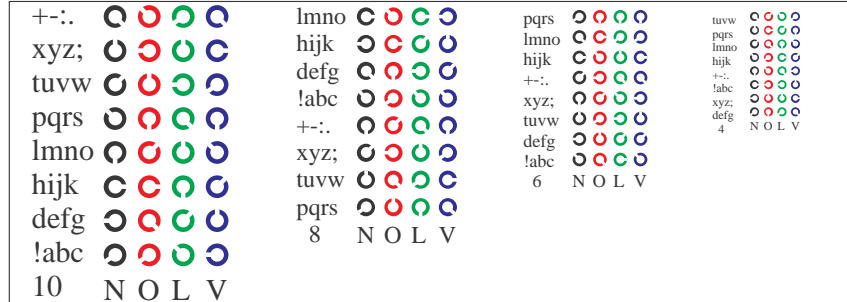 +-:.
xyz;
tuvw
pqrs
lmno
hijk
defg
!abc
10 N O L V
lmno
hijk
defg
!abc
+-:.
xyz;
tuvw
pqrs
8 N O L V
pqrs
lmno
hijk
+-:.
xyz;
tuvw
defg
!abc
6 N O L V
tuvw
pqrs
lmno
hijk
+-:.
!abc
xyz;
defg
4 N O L V